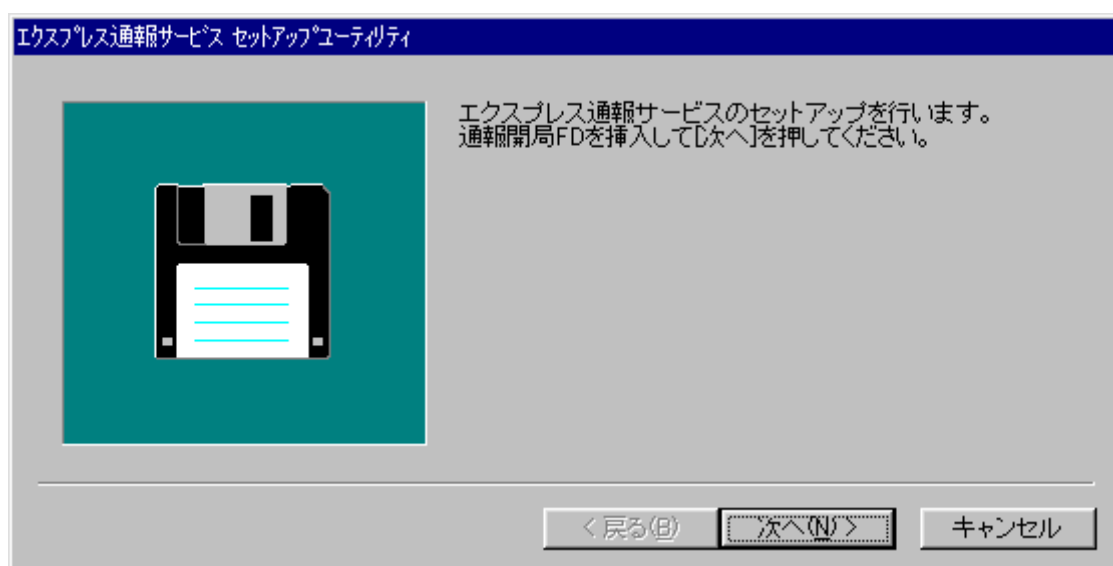 エクスプレス通報サービス セットアップユーティリティ
エクスプレス通報サービスのセットアップを行います。
通報開局FDを挿入して[次へ]を押してください。
< 戻る(B)
次へ(N) >
キャンセル